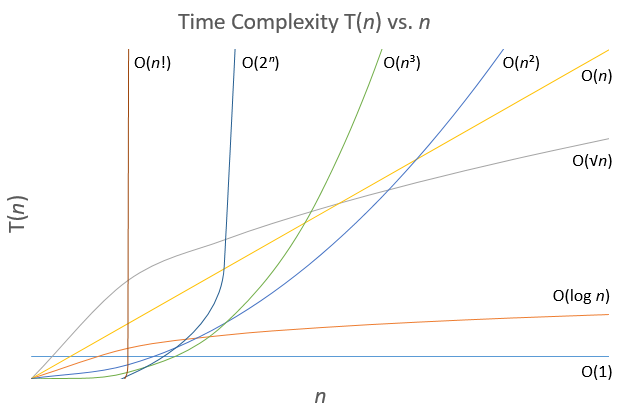 Time Complexity T(n) vs. n
O(n!)
O(2ⁿ)
O(n³)
O(n²)
O(n)
O(√n)
T(n)
O(log n)
O(1)
n